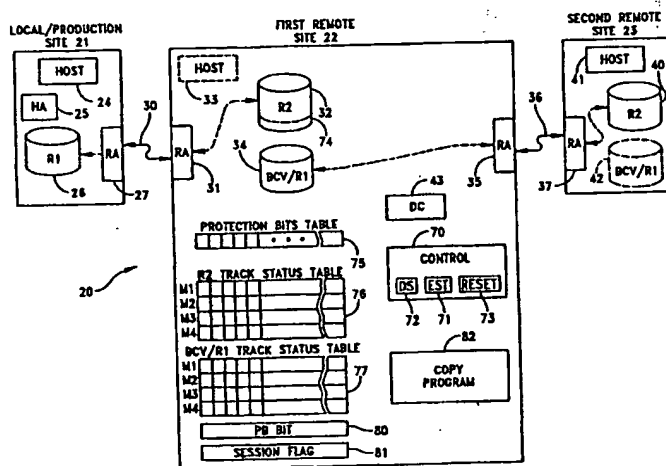 LOCAL/PRODUCTION
SITE 21
HOST
24
HA
25
R1
26
RA
27
30
FIRST REMOTE
SITE 22
HOST
33
R2
32
74
RA
31
34
BCV/R1
RA
35
36
43
DC
PROTECTION BITS TABLE
75
R2 TRACK STATUS TABLE
M1
M2
M3
M4
76
BCV/R1 TRACK STATUS TABLE
M1
M2
M3
M4
77
PB BIT
80
SESSION FLAG
81
70
CONTROL
DS
EST
RESET
72
71
73
82
COPY
PROGRAM
SECOND REMOTE
SITE 23
HOST
41
R2
40
RA
37
BCV/R1
42
20